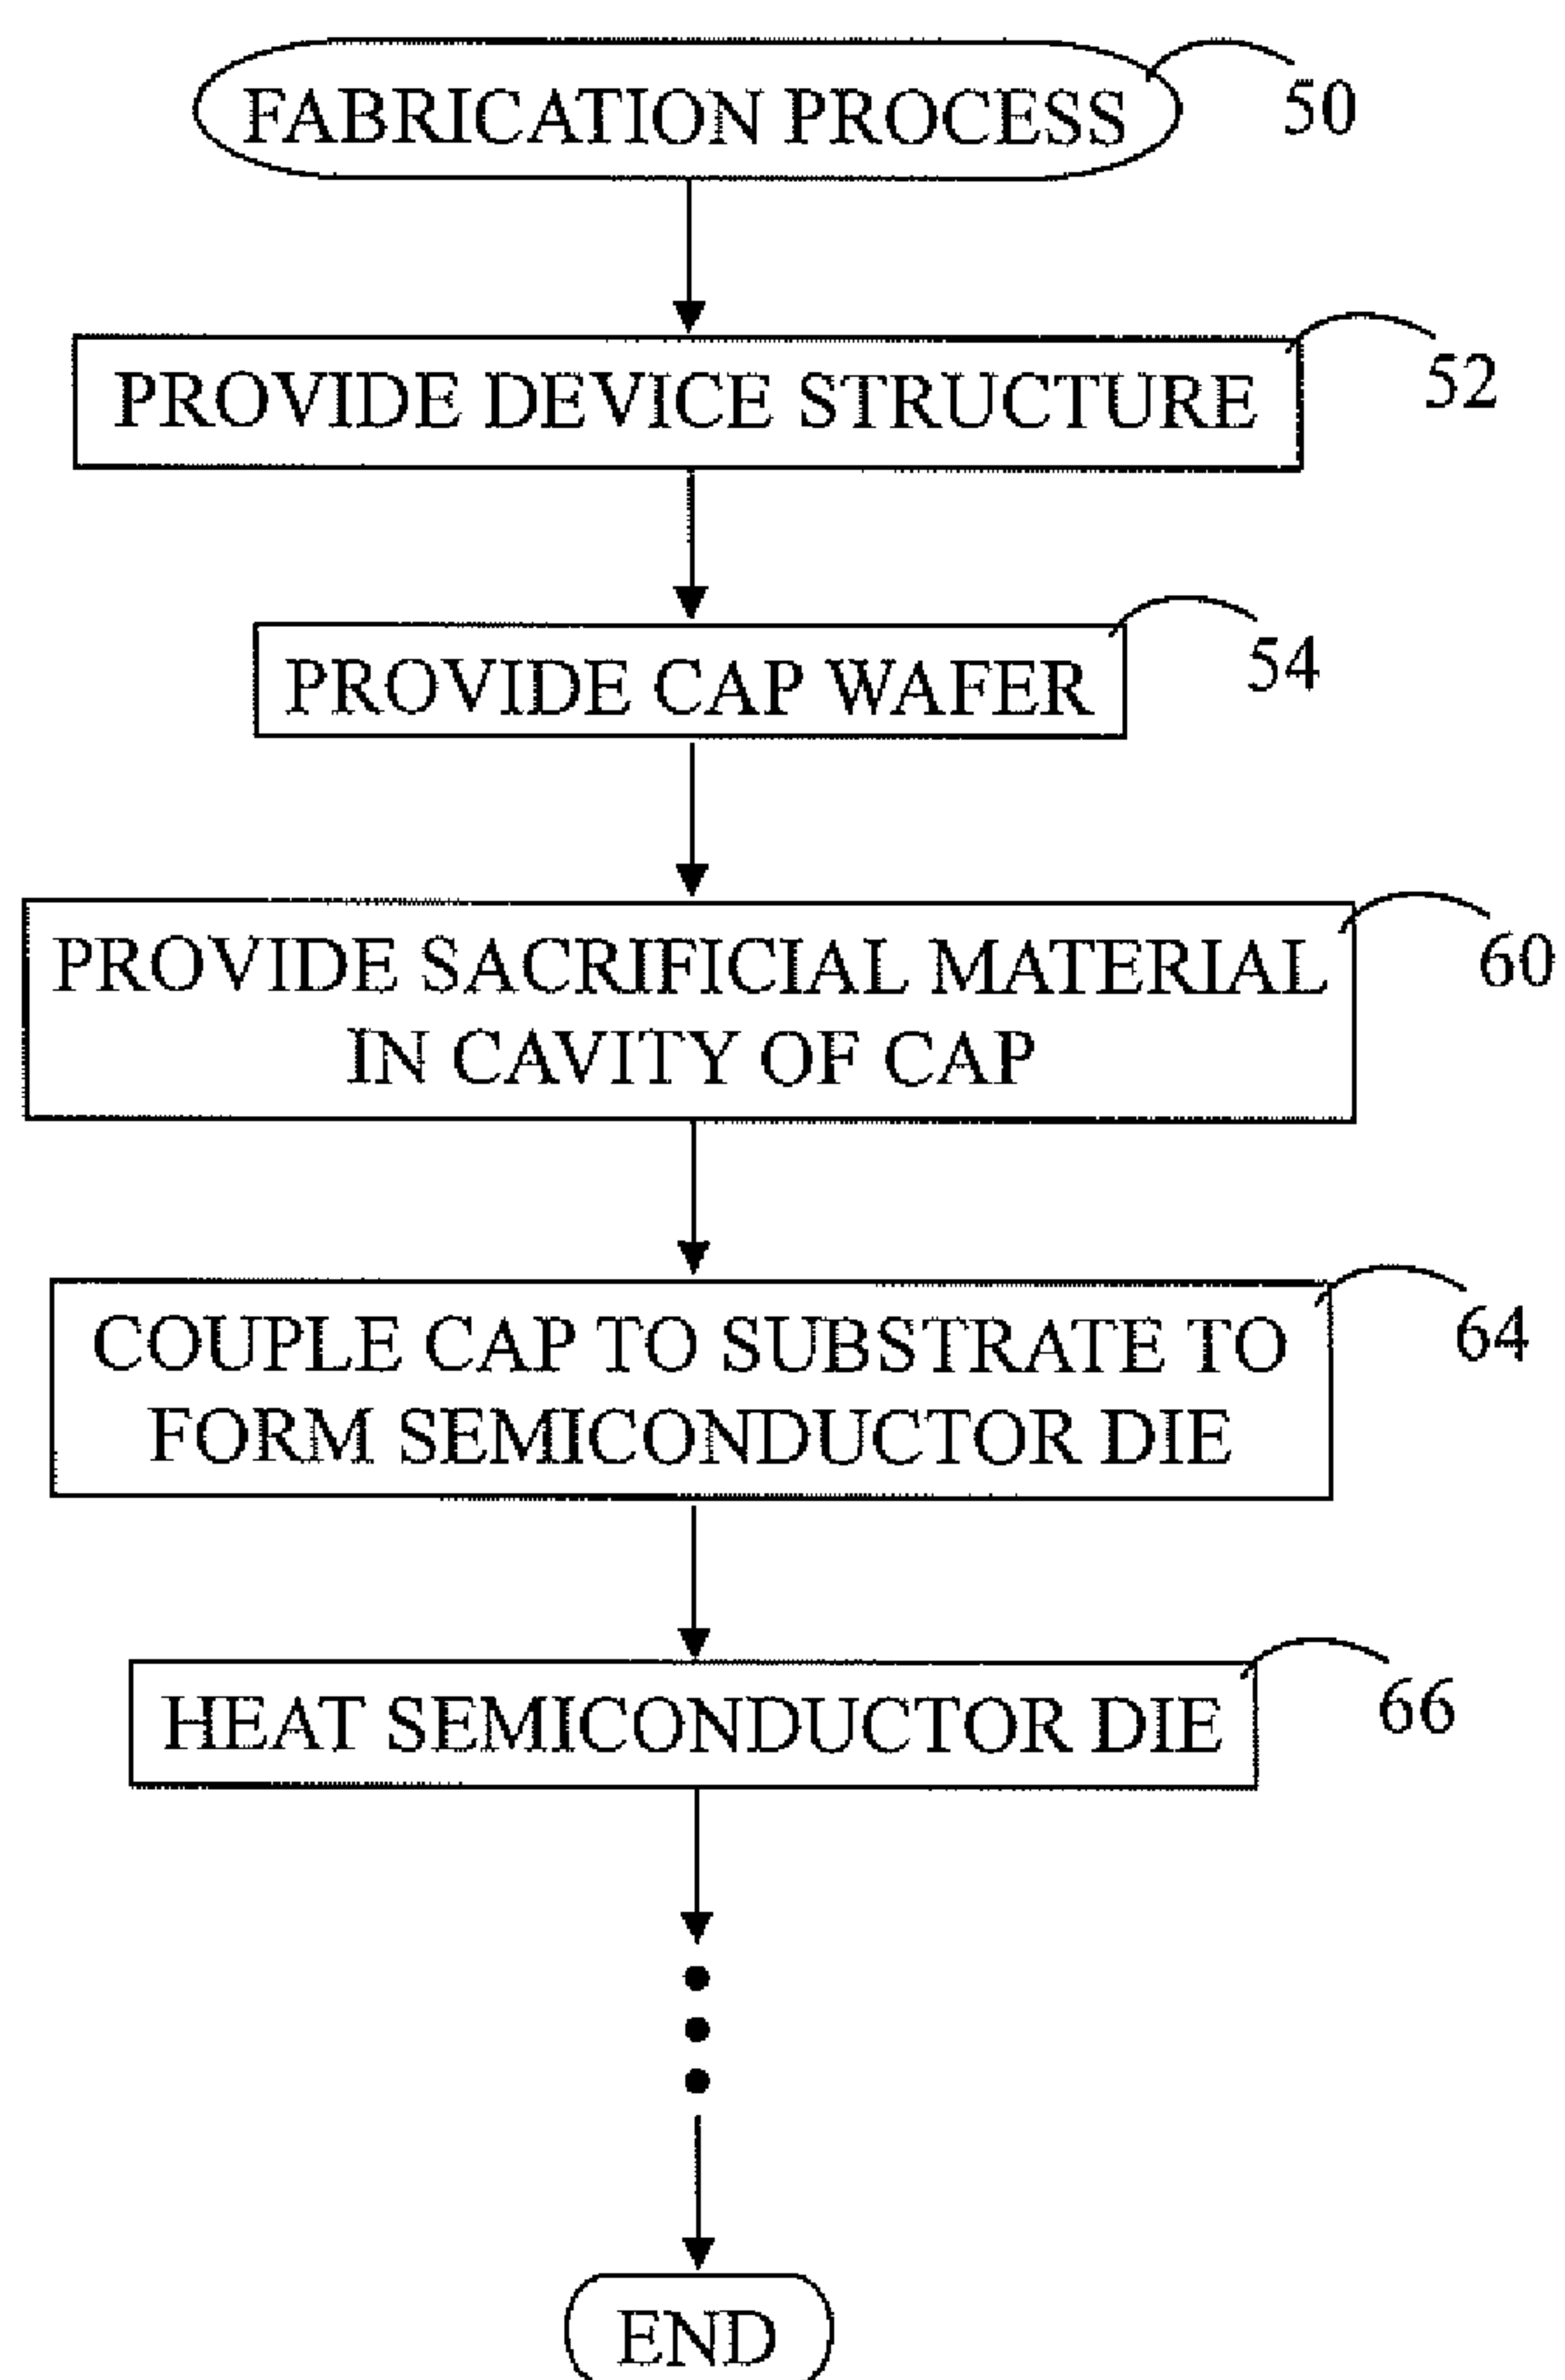 FABRICATION PROCESS
50
PROVIDE DEVICE STRUCTURE
52
PROVIDE CAP WAFER
54
PROVIDE SACRIFICIAL MATERIAL
IN CAVITY OF CAP
60
COUPLE CAP TO SUBSTRATE TO
FORM SEMICONDUCTOR DIE
64
HEAT SEMICONDUCTOR DIE
66
END